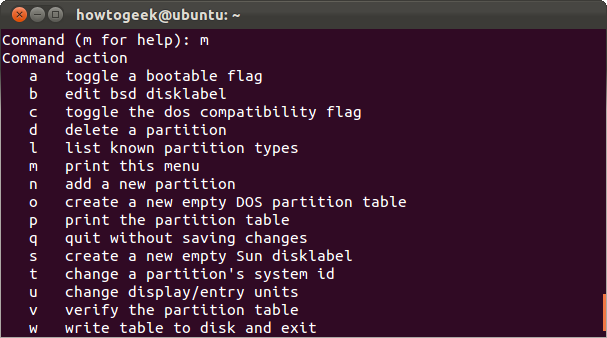 howtogeek@ubuntu: ~
Command (m for help): m
Command action
a toggle a bootable flag
b edit bsd disklabel
c toggle the dos compatibility flag
d delete a partition
l list known partition types
m print this menu
n add a new partition
o create a new empty DOS partition table
p print the partition table
q quit without saving changes
s create a new empty Sun disklabel
t change a partition's system id
u change display/entry units
v verify the partition table
w write table to disk and exit